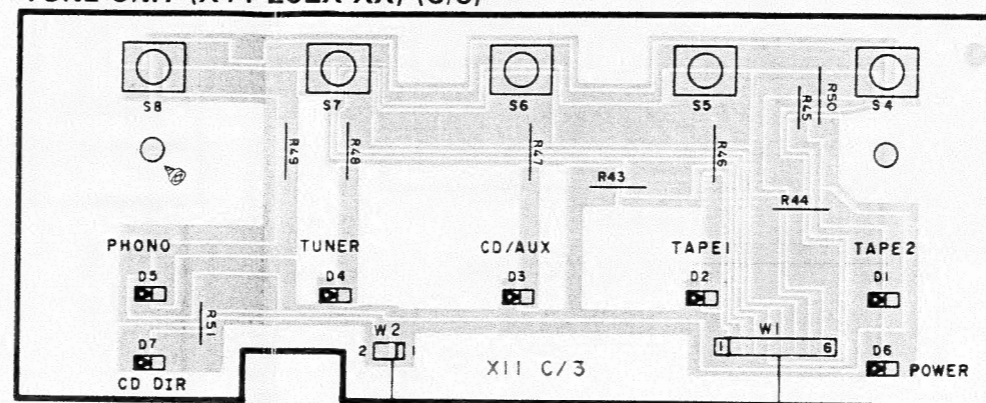 S8 S7 S6 S5 S4
R50
R45
R49 R48 R47 R46
R43
R44
PHONO TUNER CD/AUX TAPE1 TAPE2
D5 D4 D3 D2 D1
R51
W2 W1
2 1 1 6
D7 D6
X11 C/3
POWER
CD DIR